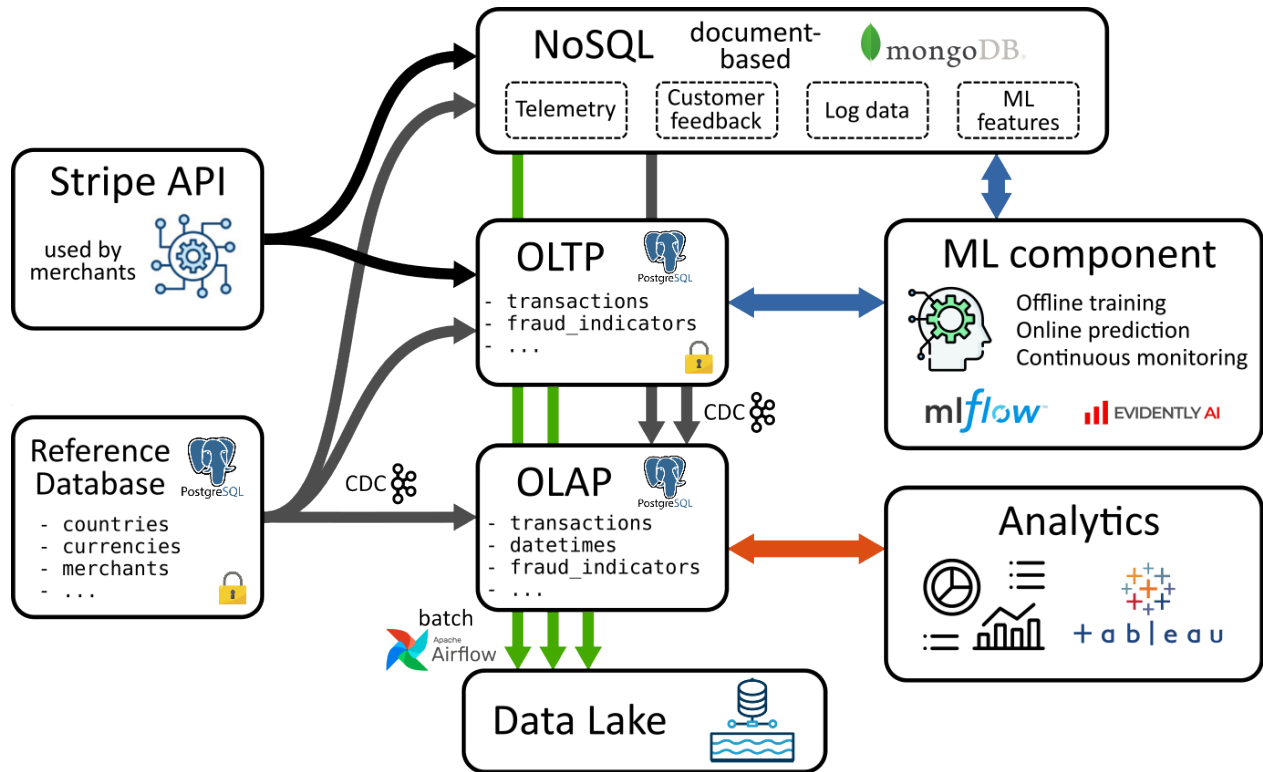 NoSQL
document-
based
mongoDB®
Telemetry
Customer
feedback
Log data
ML
features
Stripe API
used by
merchants
OLTP
PostgreSQL
- transactions
- fraud_indicators
- ...
ML component
Offline training
Online prediction
Continuous monitoring
mlflow™
EVIDENTLY AI
Reference
Database
PostgreSQL
- countries
- currencies
- merchants
- ...
CDC
CDC
OLAP
PostgreSQL
- transactions
- datetimes
- fraud_indicators
- ...
Analytics
+ableau
batch
Apache
Airflow
Data Lake